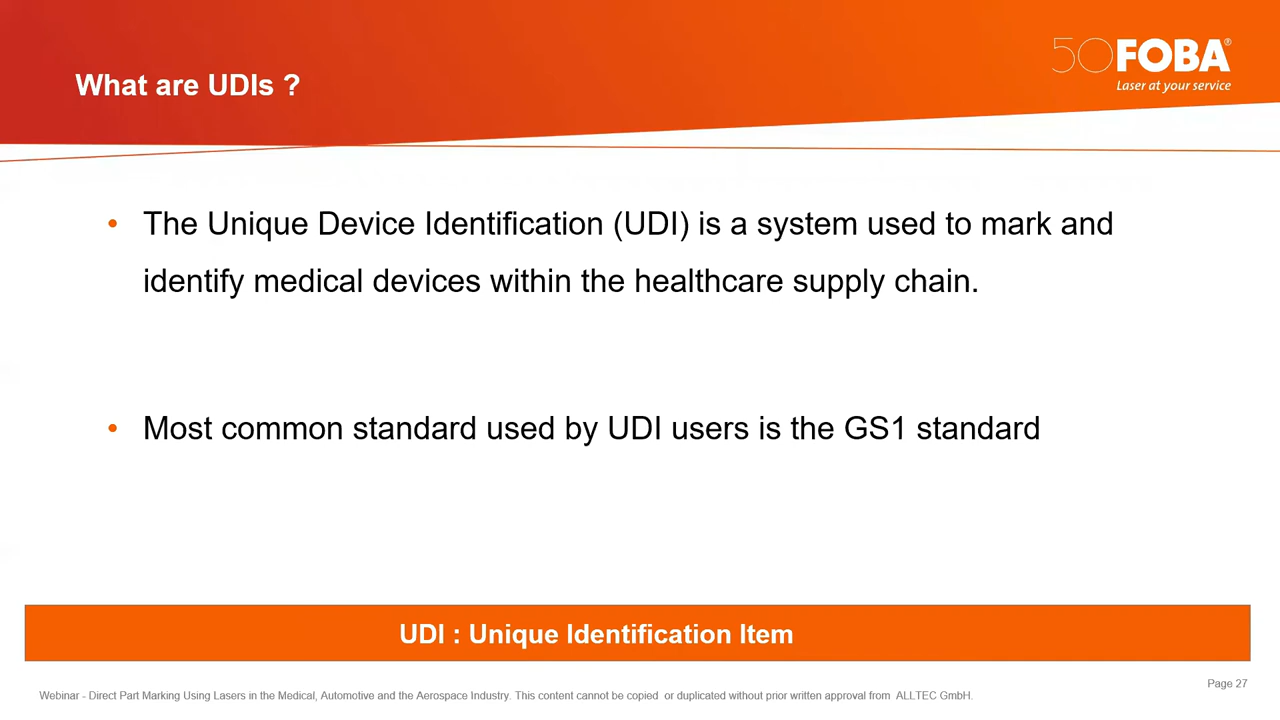 What are UDIs ?
50 FOBA®
Laser at your service
• The Unique Device Identification (UDI) is a system used to mark and
identify medical devices within the healthcare supply chain.
• Most common standard used by UDI users is the GS1 standard
UDI : Unique Identification Item
Page 27
Webinar - Direct Part Marking Using Lasers in the Medical, Automotive and the Aerospace Industry. This content cannot be copied or duplicated without prior written approval from ALLTEC GmbH.